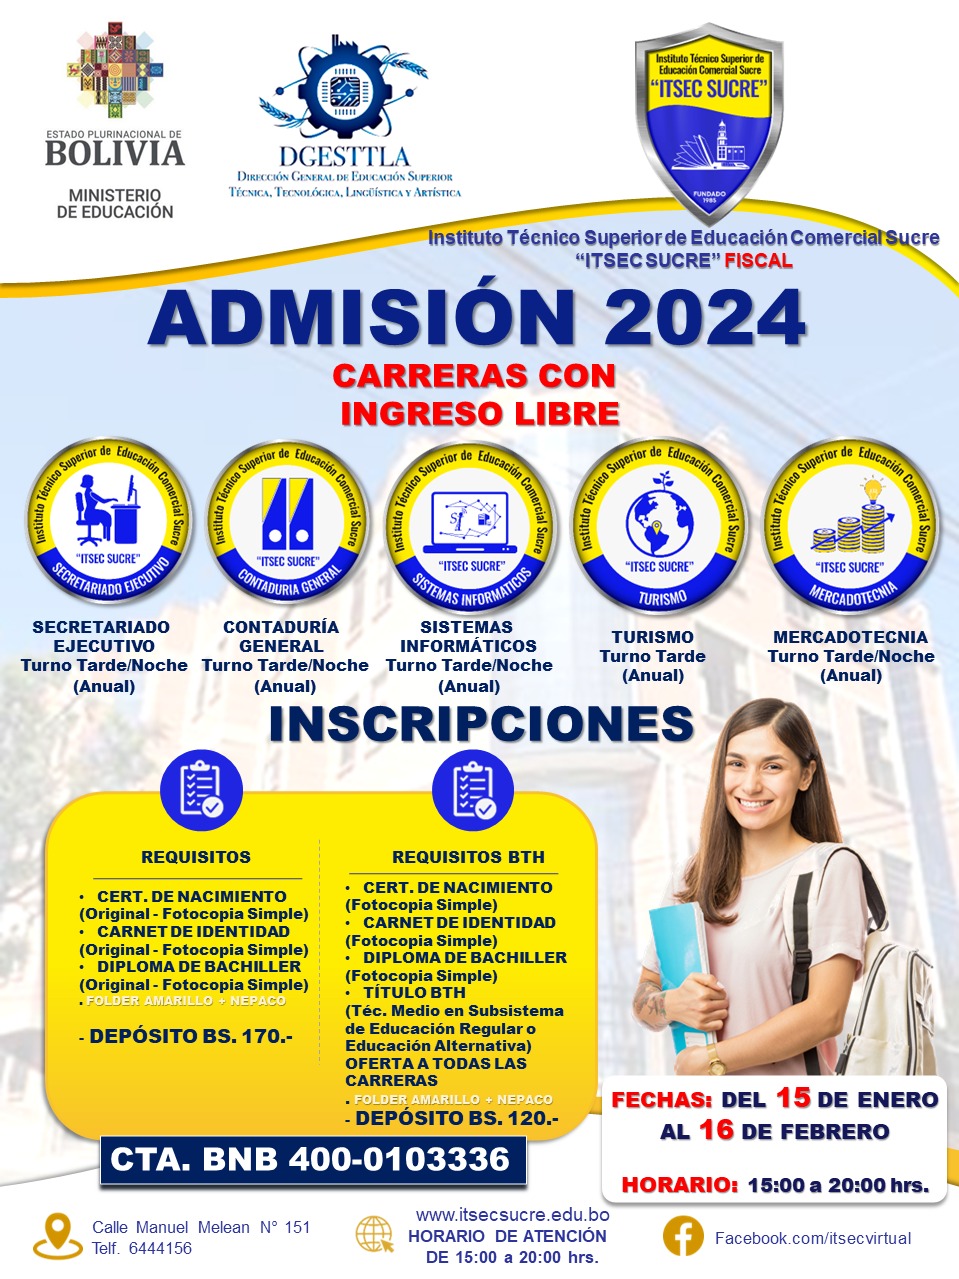 ESTADO PLURINACIONAL DE
BOLIVIA
MINISTERIO
DE EDUCACIÓN
DGESTTLA
DIRECCIÓN GENERAL DE EDUCACIÓN SUPERIOR
TÉCNICA, TECNOLÓGICA, LINGÜÍSTICA Y ARTÍSTICA
Instituto Técnico Superior de
Educación Comercial Sucre
“ITSEC SUCRE”
FUNDADO
1985
Instituto Técnico Superior de Educación Comercial Sucre
“ITSEC SUCRE” FISCAL
ADMISIÓN 2024
CARRERAS CON
INGRESO LIBRE
Instituto Técnico Superior de Educación Comercial Sucre
“ITSEC SUCRE”
SECRETARIADO EJECUTIVO
Instituto Técnico Superior de Educación Comercial Sucre
“ITSEC SUCRE”
CONTADURIA GENERAL
Instituto Técnico Superior de Educación Comercial Sucre
“ITSEC SUCRE”
SISTEMAS INFORMATICOS
Instituto Técnico Superior de Educación Comercial Sucre
“ITSEC SUCRE”
TURISMO
Instituto Técnico Superior de Educación Comercial Sucre
“ITSEC SUCRE”
MERCADOTECNIA
SECRETARIADO
EJECUTIVO
Turno Tarde/Noche
(Anual)
CONTADURÍA
GENERAL
Turno Tarde/Noche
(Anual)
SISTEMAS
INFORMÁTICOS
Turno Tarde/Noche
(Anual)
TURISMO
Turno Tarde
(Anual)
MERCADOTECNIA
Turno Tarde/Noche
(Anual)
INSCRIPCIONES
REQUISITOS
• CERT. DE NACIMIENTO
(Original - Fotocopia Simple)
• CARNET DE IDENTIDAD
(Original - Fotocopia Simple)
• DIPLOMA DE BACHILLER
(Original - Fotocopia Simple)
. FOLDER AMARILLO + NEPACO
- DEPÓSITO BS. 170.-
REQUISITOS BTH
• CERT. DE NACIMIENTO
(Fotocopia Simple)
• CARNET DE IDENTIDAD
(Fotocopia Simple)
• DIPLOMA DE BACHILLER
(Fotocopia Simple)
• TÍTULO BTH
(Téc. Medio en Subsistema
de Educación Regular o
Educación Alternativa)
OFERTA A TODAS LAS
CARRERAS
. FOLDER AMARILLO + NEPACO
- DEPÓSITO BS. 120.-
CTA. BNB 400-0103336
FECHAS: DEL 15 DE ENERO
AL 16 DE FEBRERO
HORARIO: 15:00 a 20:00 hrs.
Calle Manuel Melean N° 151
Telf. 6444156
www.itsecsucre.edu.bo
HORARIO DE ATENCIÓN
DE 15:00 a 20:00 hrs.
Facebook.com/itsecvirtual